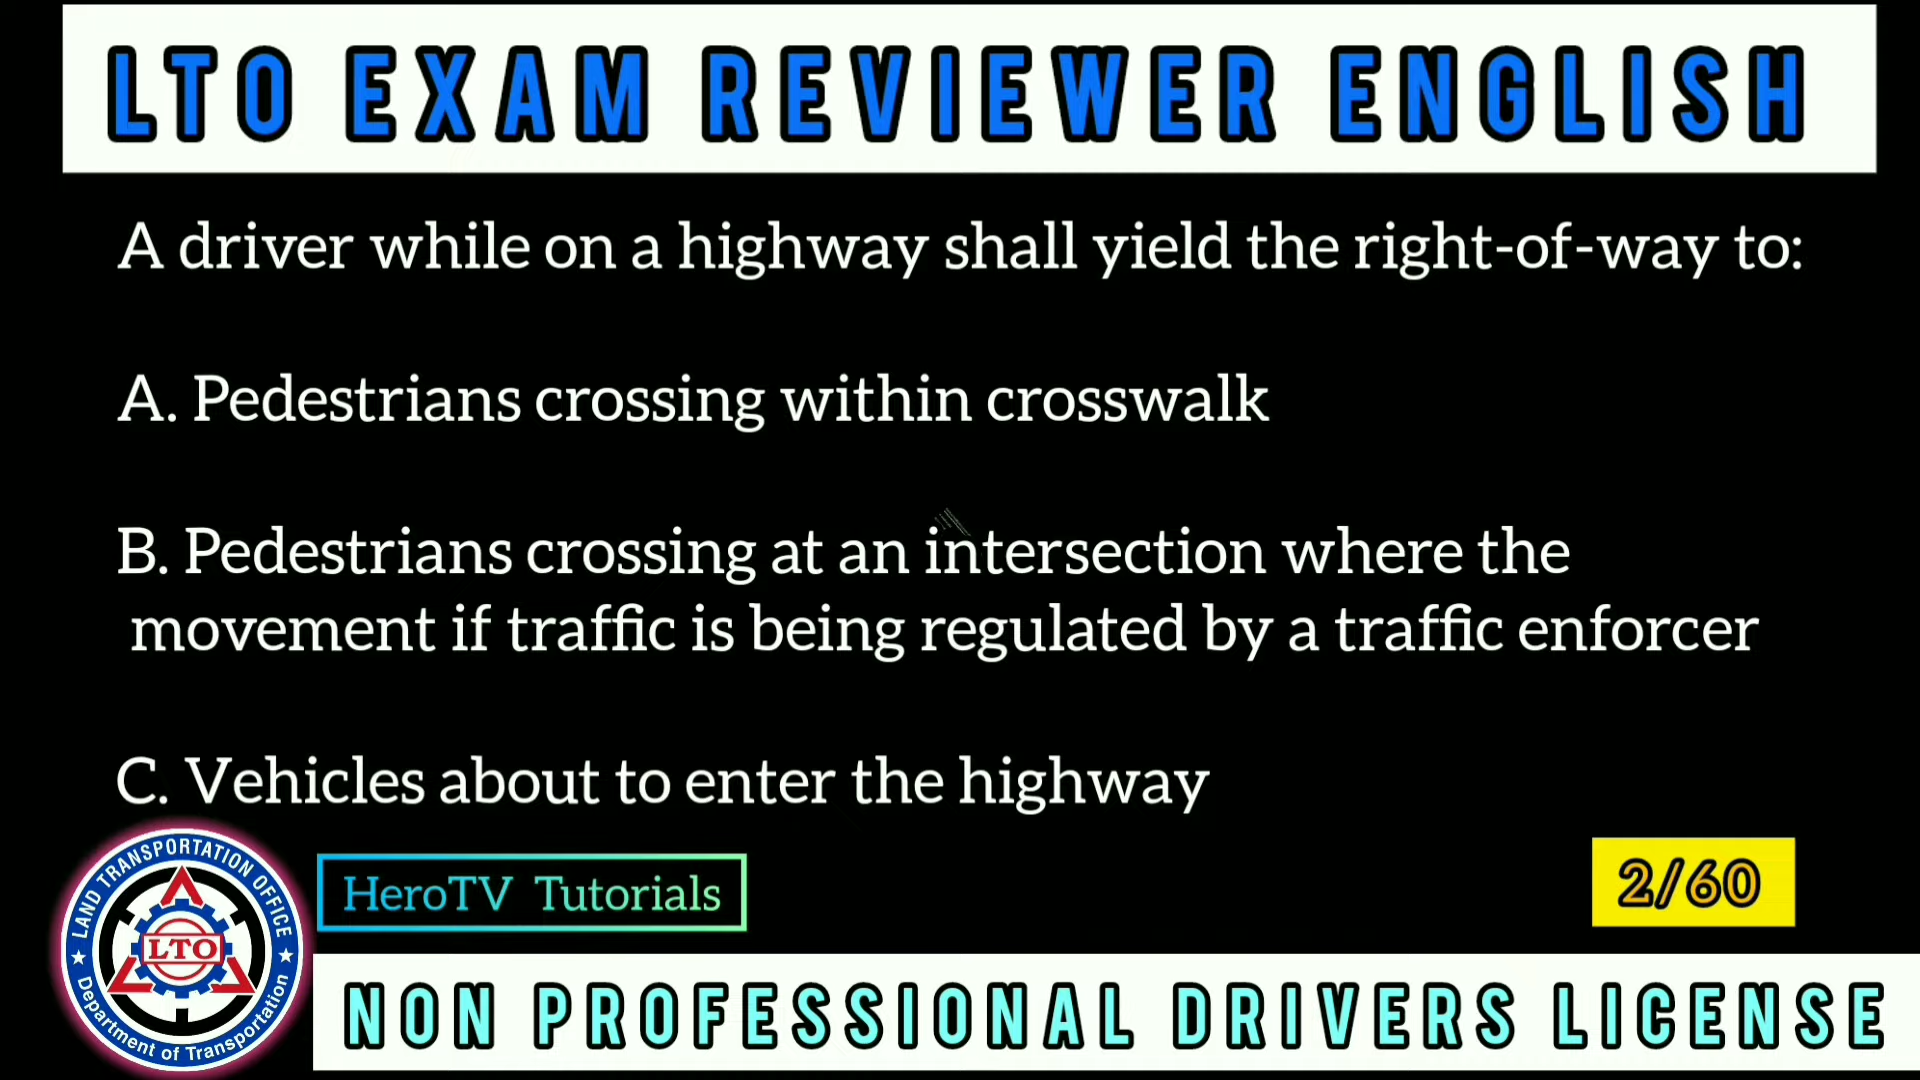 LTO EXAM REVIEWER ENGLISH
A driver while on a highway shall yield the right-of-way to:
A. Pedestrians crossing within crosswalk
B. Pedestrians crossing at an intersection where the
movement if traffic is being regulated by a traffic enforcer
C. Vehicles about to enter the highway
LAND TRANSPORTATION OFFICE
LTO
Department of Transportation
HeroTV Tutorials
2/60
NON PROFESSIONAL DRIVERS LICENSE